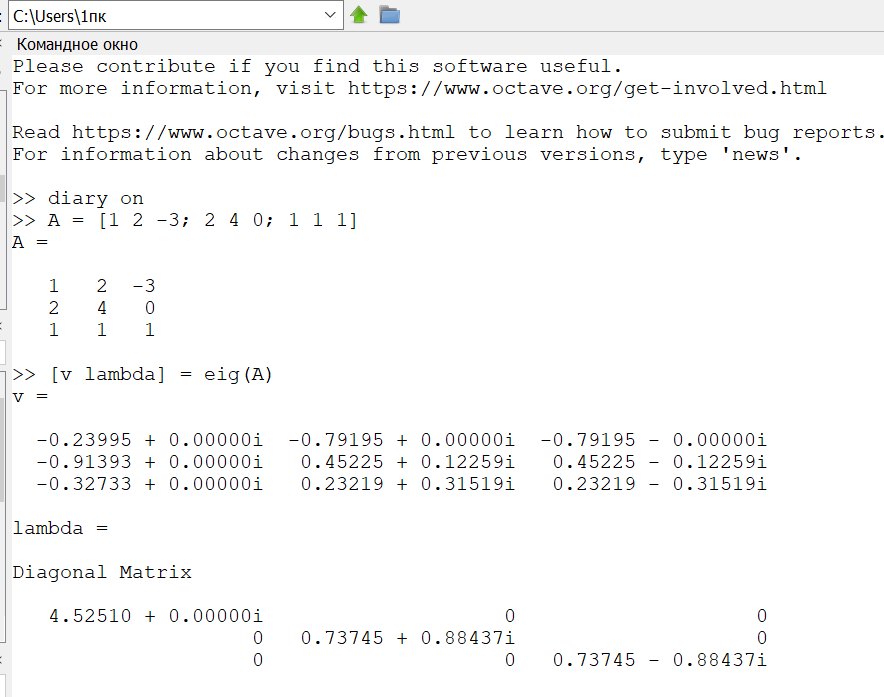 C:\Users\1пк
Командное окно
Please contribute if you find this software useful.
For more information, visit https://www.octave.org/get-involved.html
Read https://www.octave.org/bugs.html to learn how to submit bug reports.
For information about changes from previous versions, type 'news'.
>> diary on
>> A = [1 2 -3; 2 4 0; 1 1 1]
A =
1 2 -3
2 4 0
1 1 1
>> [v lambda] = eig(A)
v =
-0.23995 + 0.00000i -0.79195 + 0.00000i -0.79195 - 0.00000i
-0.91393 + 0.00000i 0.45225 + 0.12259i 0.45225 - 0.12259i
-0.32733 + 0.00000i 0.23219 + 0.31519i 0.23219 - 0.31519i
lambda =
Diagonal Matrix
4.52510 + 0.00000i 0 0
0 0.73745 + 0.88437i 0
0 0 0.73745 - 0.88437i